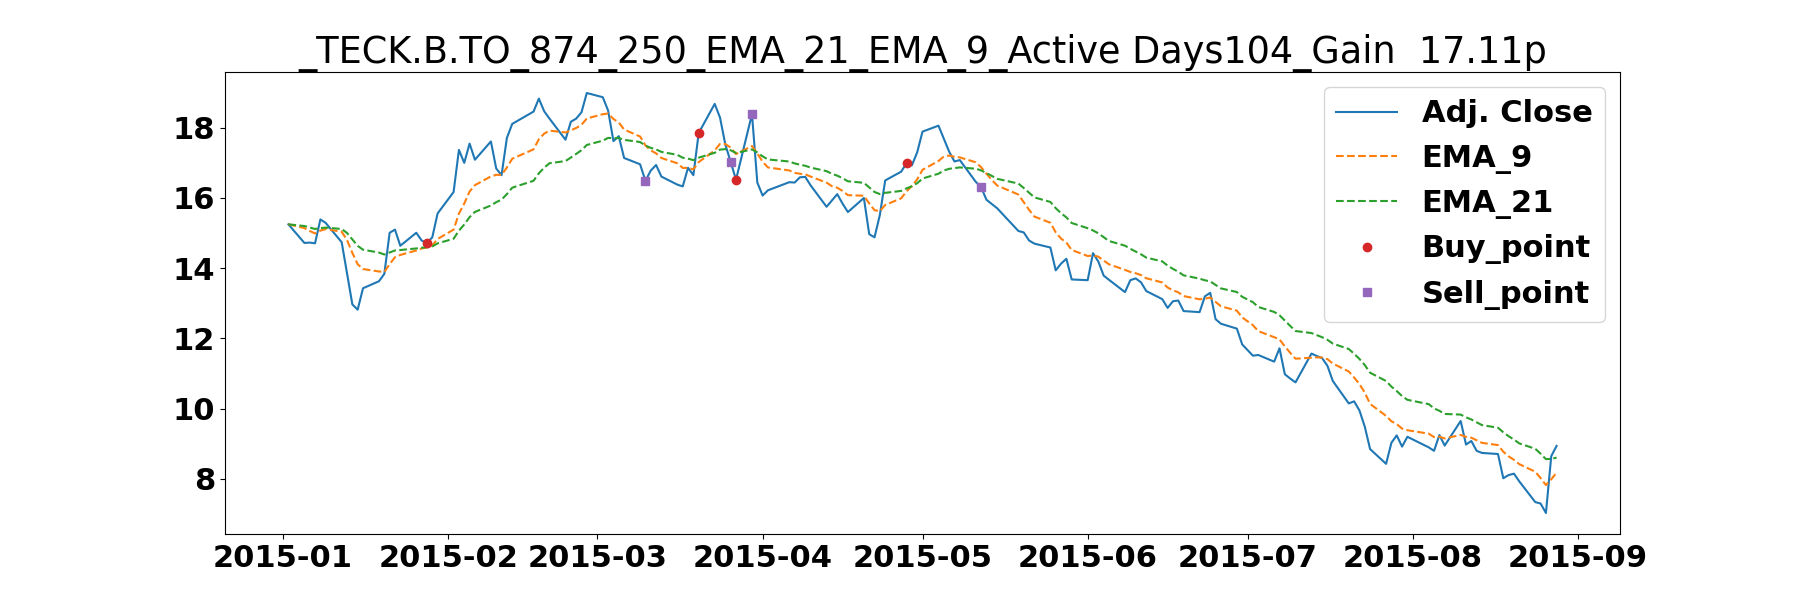 _TECK.B.TO_874_250_EMA_21_EMA_9_Active Days104_Gain  17.11p
Adj. Close
EMA_9
EMA_21
Buy_point
Sell_point
18
16
14
12
10
8
2015-01 2015-02 2015-03 2015-04 2015-05 2015-06 2015-07 2015-08 2015-09